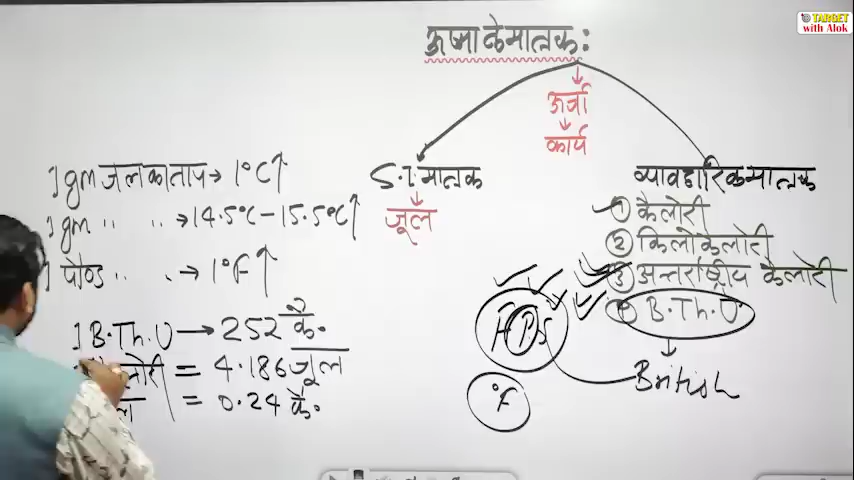 TARGET
with Alok
ऊष्मा के मात्रक:
ऊर्जा
कार्य
S.I. मात्रक
जूल
व्यावहारिक मात्रक
① कैलोरी
② किलोकैलोरी
③ अन्तर्राष्ट्रीय कैलोरी
④ B.Th.U
British
FPS
°F
1 gm जल का ताप → 1°C↑
1 gm " " → 14.5°C - 15.5°C↑
1 पौण्ड " " → 1°F↑
1 B.Th.U → 252 कै.
= 4.186 जूल
= 0.24 कै.